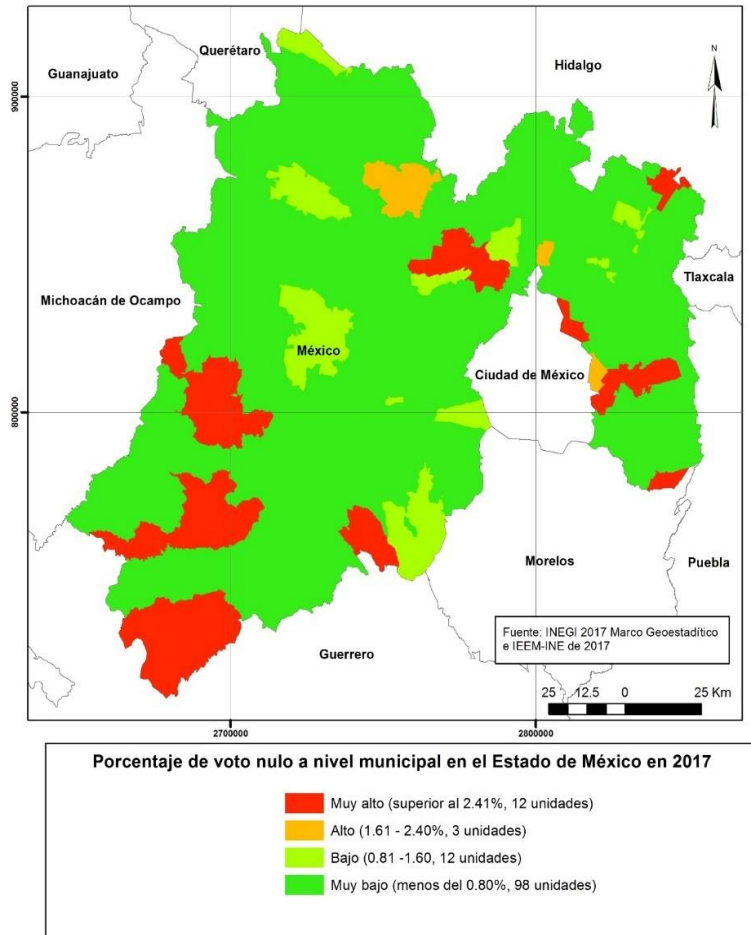 Querétaro
Guanajuato
Hidalgo
N
900000
Tlaxcala
Michoacán de Ocampo
México
Ciudad de México
800000
Morelos
Puebla
Fuente: INEGI 2017 Marco Geoestadítico
e IEEM-INE de 2017
Guerrero
25 12.5 0 25 Km
2700000 2800000
Porcentaje de voto nulo a nivel municipal en el Estado de México en 2017
Muy alto (superior al 2.41%, 12 unidades)
Alto (1.61 - 2.40%, 3 unidades)
Bajo (0.81 -1.60, 12 unidades)
Muy bajo (menos del 0.80%, 98 unidades)